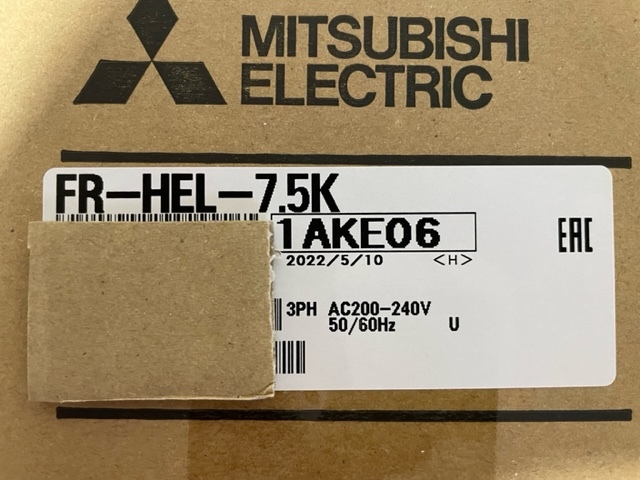 MITSUBISHI
ELECTRIC
FR-HEL-7.5K
1AKE06
2022/5/10 <H>
EAC
3PH AC200-240V
50/60Hz U